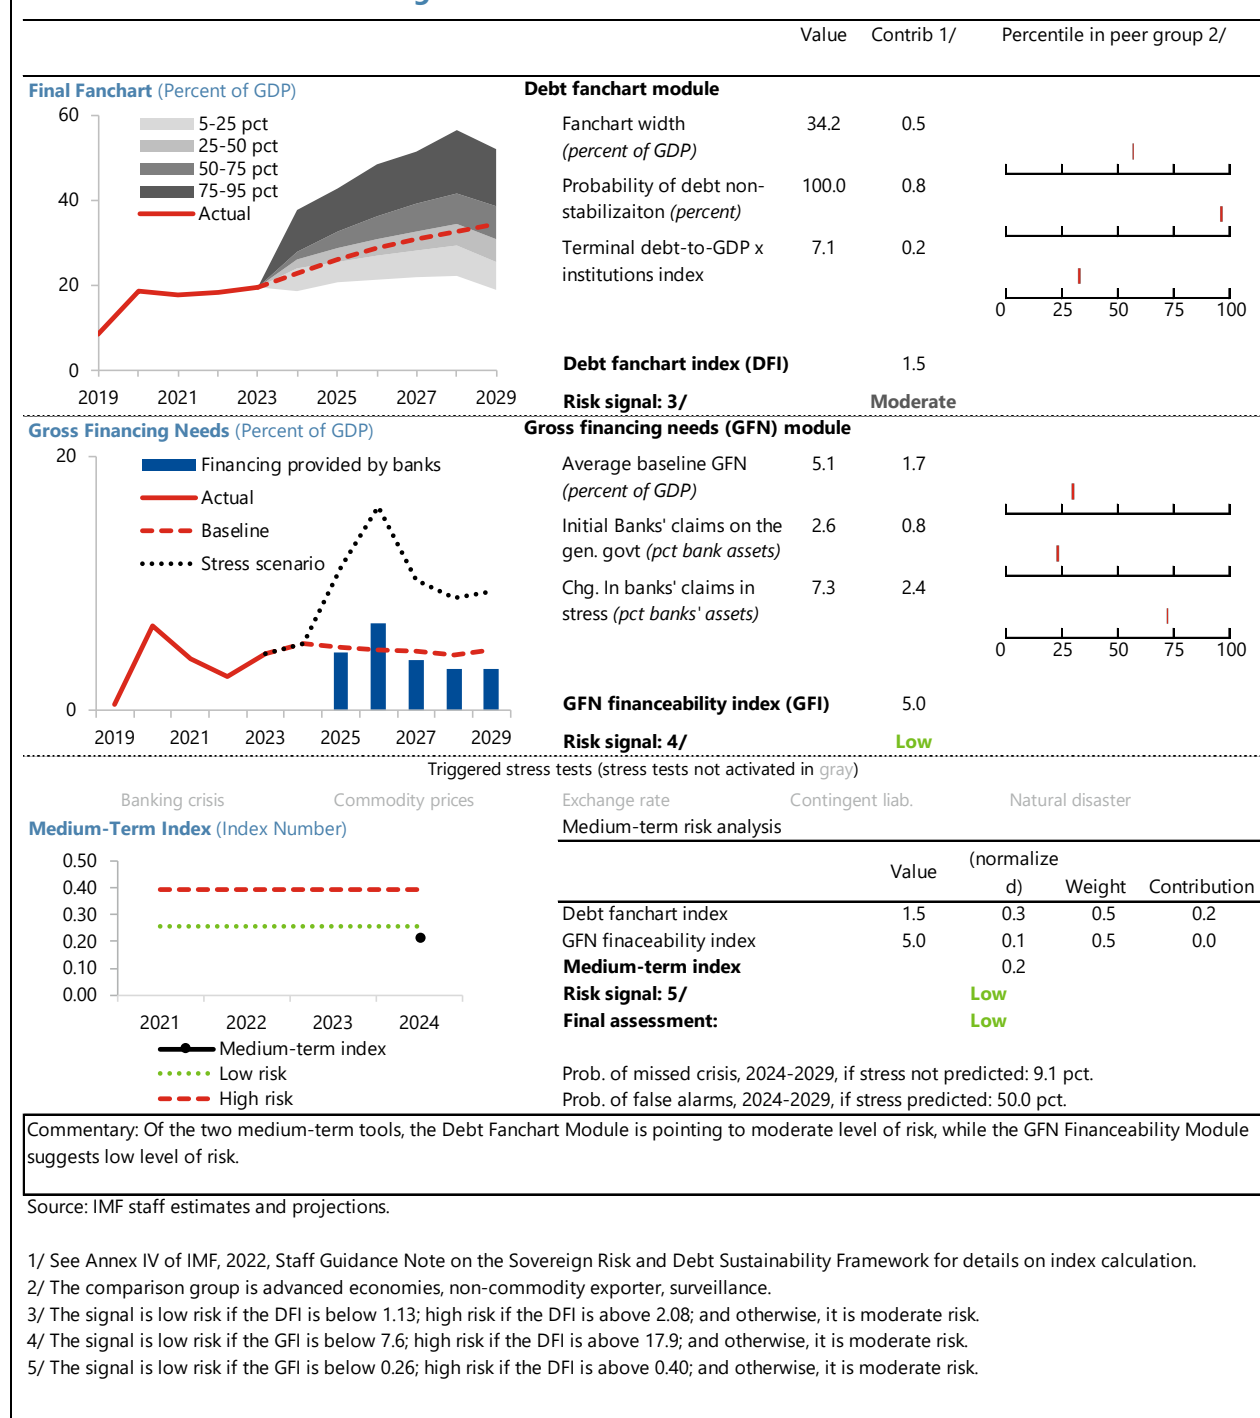 Value Contrib 1/ Percentile in peer group 2/
Final Fanchart (Percent of GDP)
60
40
20
0
5-25 pct
25-50 pct
50-75 pct
75-95 pct
Actual
2019 2021 2023 2025 2027 2029
Debt fanchart module
Fanchart width 34.2 0.5
(percent of GDP)
Probability of debt non- 100.0 0.8
stabilizaiton (percent)
Terminal debt-to-GDP x 7.1 0.2
institutions index
0 25 50 75 100
Debt fanchart index (DFI) 1.5
Risk signal: 3/ Moderate
Gross Financing Needs (Percent of GDP)
20
0
Financing provided by banks
Actual
Baseline
Stress scenario
2019 2021 2023 2025 2027 2029
Gross financing needs (GFN) module
Average baseline GFN 5.1 1.7
(percent of GDP)
Initial Banks' claims on the 2.6 0.8
gen. govt (pct bank assets)
Chg. In banks' claims in 7.3 2.4
stress (pct banks' assets)
0 25 50 75 100
GFN financeability index (GFI) 5.0
Risk signal: 4/ Low
Triggered stress tests (stress tests not activated in gray)
Banking crisis Commodity prices Exchange rate Contingent liab. Natural disaster
Medium-Term Index (Index Number)
0.50
0.40
0.30
0.20
0.10
0.00
2021 2022 2023 2024
Medium-term index
Low risk
High risk
Medium-term risk analysis
Value (normalize
d) Weight Contribution
Debt fanchart index 1.5 0.3 0.5 0.2
GFN finaceability index 5.0 0.1 0.5 0.0
Medium-term index 0.2
Risk signal: 5/ Low
Final assessment: Low
Prob. of missed crisis, 2024-2029, if stress not predicted: 9.1 pct.
Prob. of false alarms, 2024-2029, if stress predicted: 50.0 pct.
Commentary: Of the two medium-term tools, the Debt Fanchart Module is pointing to moderate level of risk, while the GFN Financeability Module
suggests low level of risk.
Source: IMF staff estimates and projections.
1/ See Annex IV of IMF, 2022, Staff Guidance Note on the Sovereign Risk and Debt Sustainability Framework for details on index calculation.
2/ The comparison group is advanced economies, non-commodity exporter, surveillance.
3/ The signal is low risk if the DFI is below 1.13; high risk if the DFI is above 2.08; and otherwise, it is moderate risk.
4/ The signal is low risk if the GFI is below 7.6; high risk if the DFI is above 17.9; and otherwise, it is moderate risk.
5/ The signal is low risk if the GFI is below 0.26; high risk if the DFI is above 0.40; and otherwise, it is moderate risk.